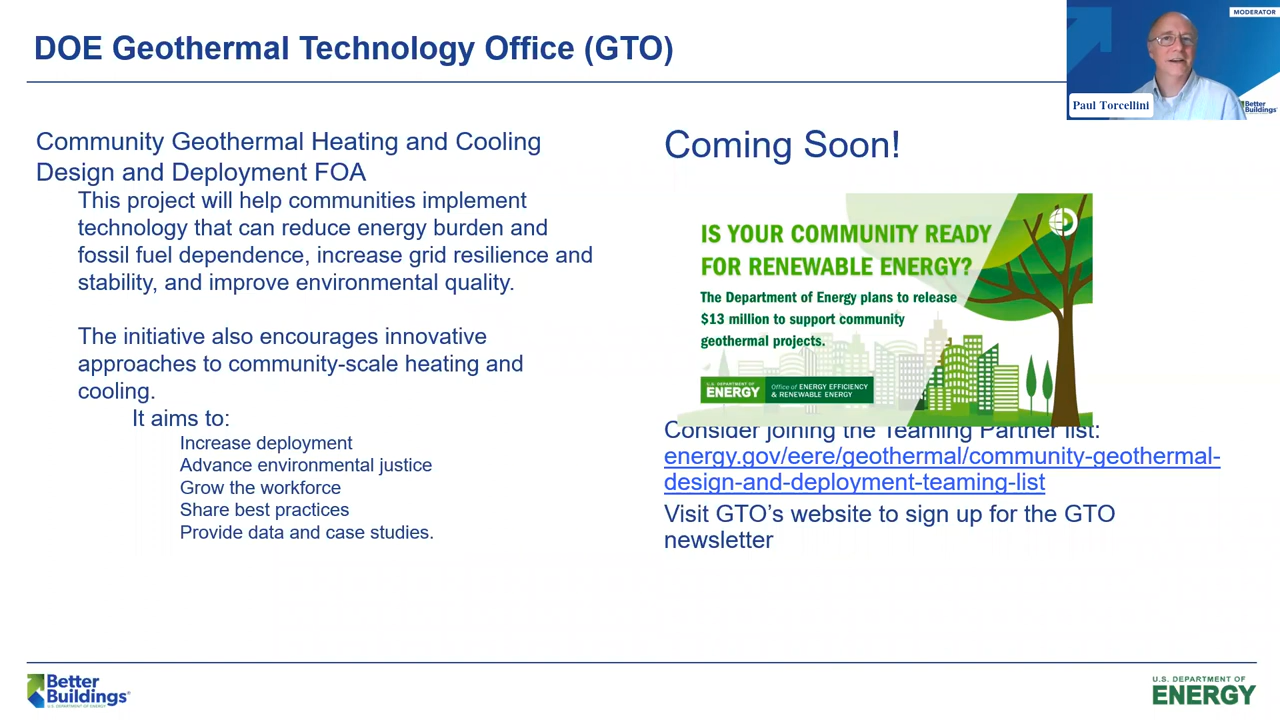 DOE Geothermal Technology Office (GTO)
MODERATOR
Paul Torcellini
Better
Buildings
Community Geothermal Heating and Cooling
Design and Deployment FOA
This project will help communities implement
technology that can reduce energy burden and
fossil fuel dependence, increase grid resilience and
stability, and improve environmental quality.
The initiative also encourages innovative
approaches to community-scale heating and
cooling.
It aims to:
Increase deployment
Advance environmental justice
Grow the workforce
Share best practices
Provide data and case studies.
Coming Soon!
IS YOUR COMMUNITY READY
FOR RENEWABLE ENERGY?
The Department of Energy plans to release
$13 million to support community
geothermal projects.
U.S. DEPARTMENT OF
ENERGY
Office of ENERGY EFFICIENCY
& RENEWABLE ENERGY
Consider joining the Teaming Partner list:
energy.gov/eere/geothermal/community-geothermal-
design-and-deployment-teaming-list
Visit GTO’s website to sign up for the GTO
newsletter
Better
Buildings®
U.S. DEPARTMENT OF ENERGY
U.S. DEPARTMENT OF
ENERGY